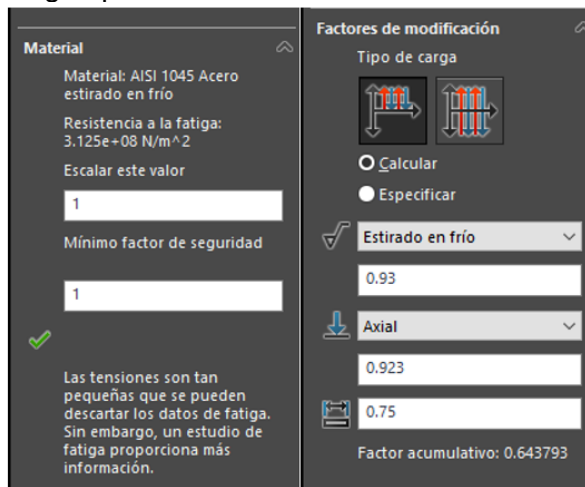 Material
Material: AISI 1045 Acero
estirado en frío
Resistencia a la fatiga:
3.125e+08 N/m^2
Escalar este valor
1
Mínimo factor de seguridad
1
Las tensiones son tan
pequeñas que se pueden
descartar los datos de fatiga.
Sin embargo, un estudio de
fatiga proporciona más
información.
Factores de modificación
Tipo de carga
Calcular
Especificar
Estirado en frío
0.93
Axial
0.923
0.75
Factor acumulativo: 0.643793